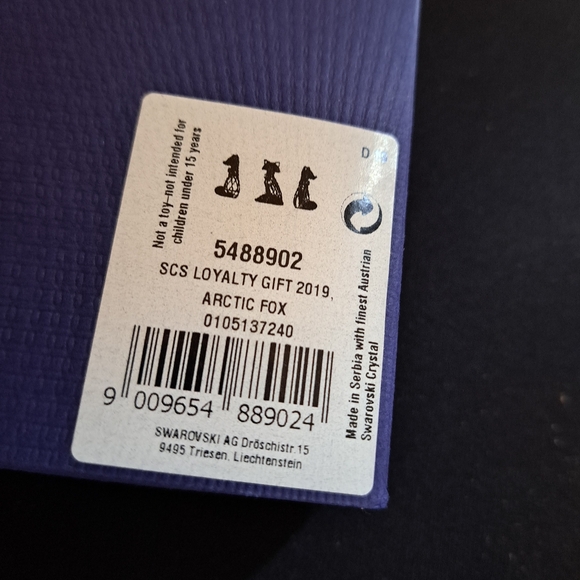 Not a toy–not intended for
children under 15 years
D
5488902
SCS LOYALTY GIFT 2019,
ARCTIC FOX
0105137240
9 009654 889024
SWAROVSKI AG Dröschistr.15
9495 Triesen, Liechtenstein
Made in Serbia with finest Austrian
Swarovski Crystal